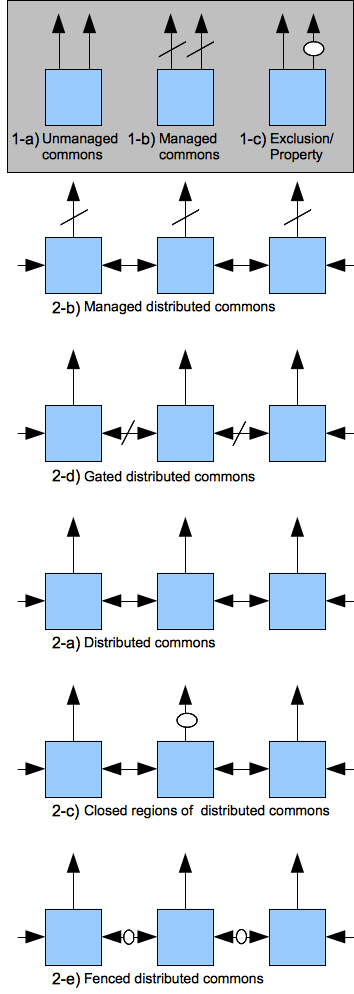 1-a) Unmanaged commons
1-b) Managed commons
1-c) Exclusion/ Property
2-b) Managed distributed commons
2-d) Gated distributed commons
2-a) Distributed commons
2-c) Closed regions of  distributed commons
2-e) Fenced distributed commons